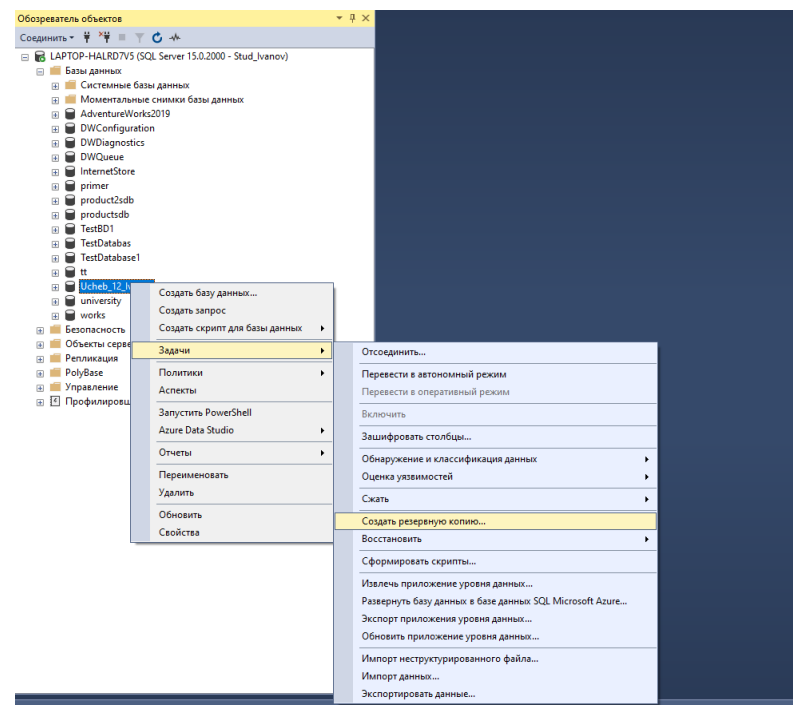 Обозреватель объектов
Соединить
LAPTOP-HALRD7V5 (SQL Server 15.0.2000 - Stud_Ivanov)
Базы данных
Системные базы данных
Моментальные снимки базы данных
AdventureWorks2019
DWConfiguration
DWDiagnostics
DWQueue
InternetStore
primer
product2sdb
productsdb
TestBD1
TestDatabas
TestDatabase1
tt
Ucheb_12_Iv
university
works
Безопасность
Объекты серве
Репликация
PolyBase
Управление
Профилировщ
Создать базу данных...
Создать запрос
Создать скрипт для базы данных
Задачи
Политики
Аспекты
Запустить PowerShell
Azure Data Studio
Отчеты
Переименовать
Удалить
Обновить
Свойства
Отсоединить...
Перевести в автономный режим
Перевести в оперативный режим
Включить
Зашифровать столбцы...
Обнаружение и классификация данных
Оценка уязвимостей
Сжать
Создать резервную копию...
Восстановить
Сформировать скрипты...
Извлечь приложение уровня данных...
Развернуть базу данных в базе данных SQL Microsoft Azure...
Экспорт приложения уровня данных...
Обновить приложение уровня данных...
Импорт неструктурированного файла...
Импорт данных...
Экспортировать данные...